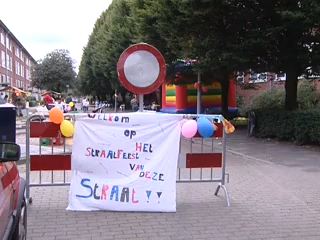 WELKOM
op
HET
STRAATFEEST
VAN
DEZE
STRAAT !!